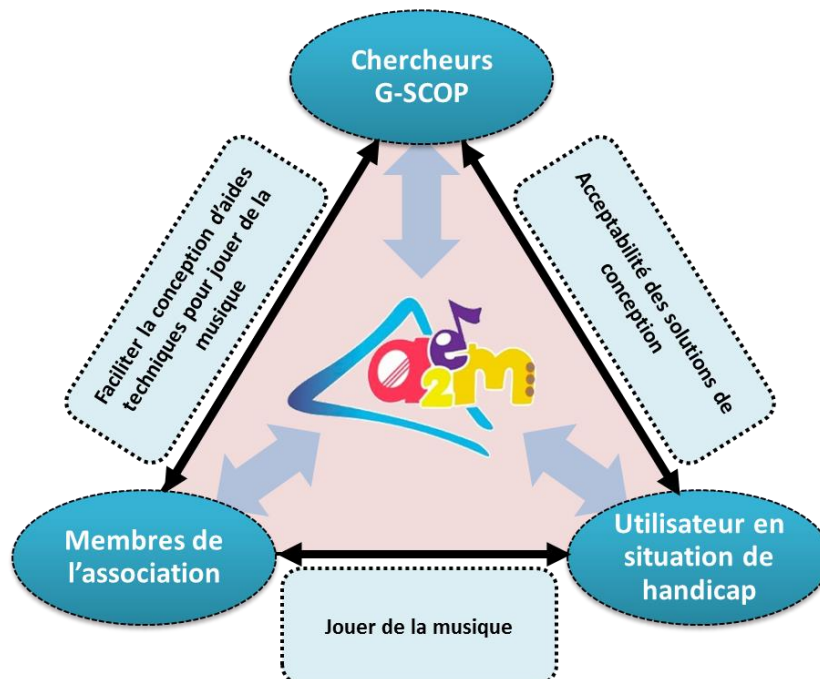 Chercheurs
G-SCOP
Faciliter la conception d'aides
techniques pour jouer de la
musique
Acceptabilité des solutions de
conception
ae2m
Membres de
l'association
Utilisateur en
situation de
handicap
Jouer de la musique